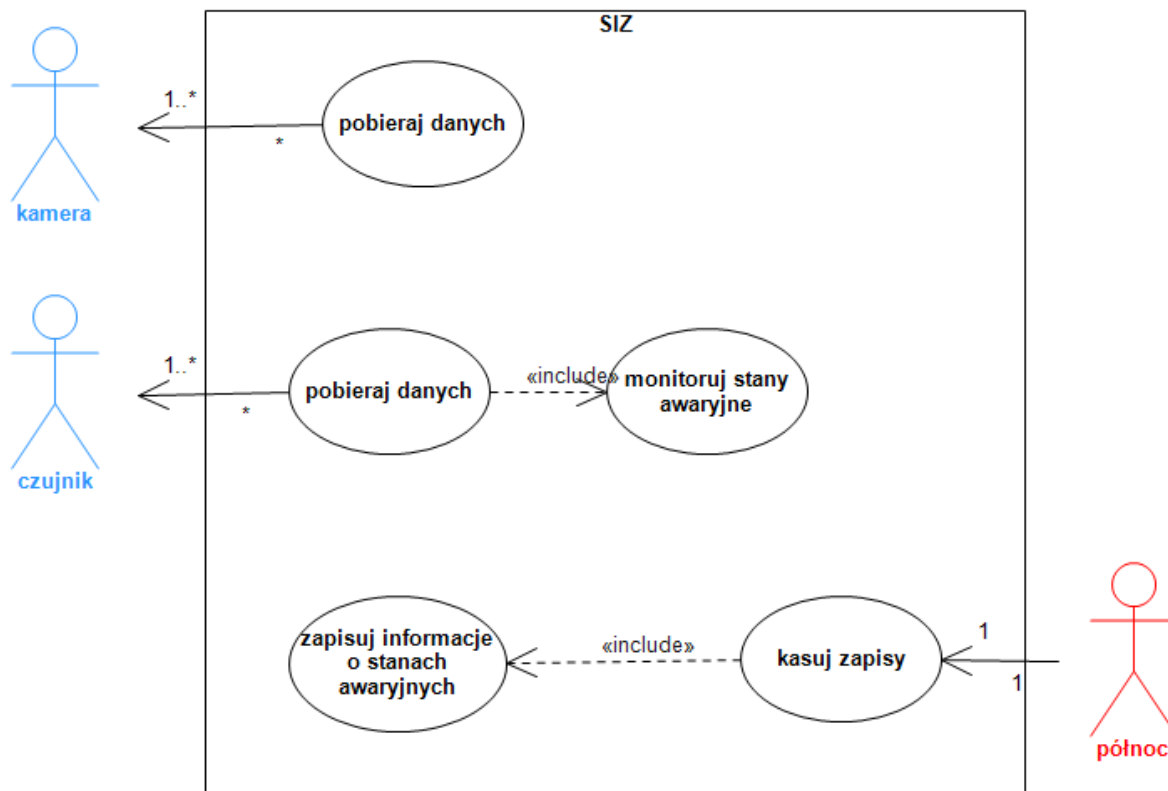 SIZ
1..*
*
pobieraj danych
kamera
1..*
*
pobieraj danych
«include»
monitoruj stany
awaryjne
czujnik
zapisuj informacje
o stanach
awaryjnych
«include»
kasuj zapisy
1
1
północ